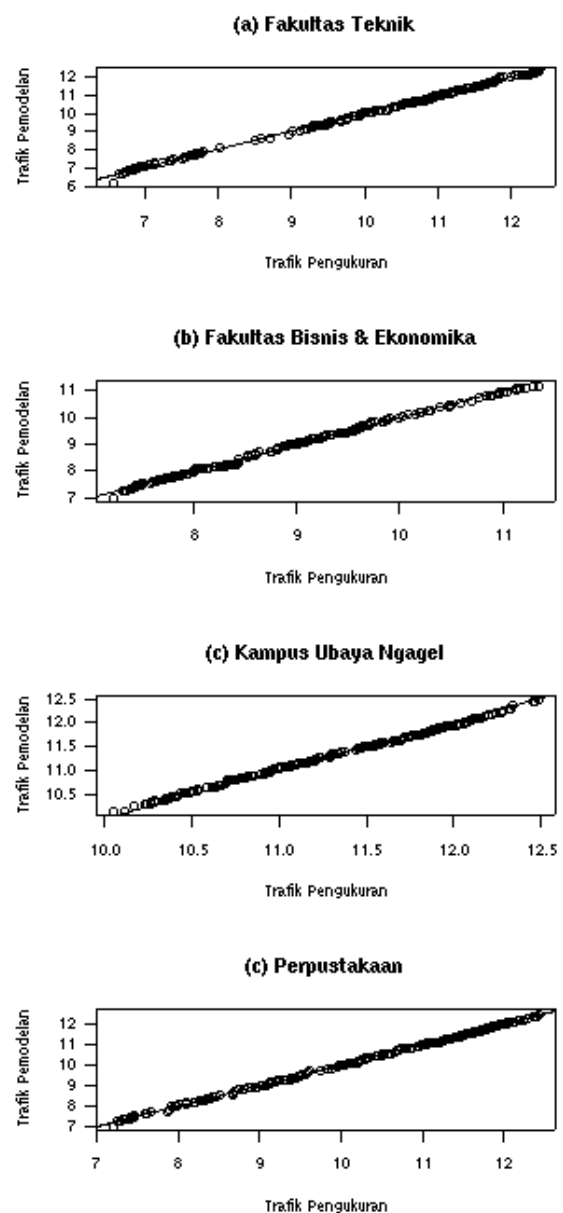 (a) Fakultas Teknik
Trafik Pemodelan
12
11
10
9
8
7
6
7 8 9 10 11 12
Trafik Pengukuran
(b) Fakultas Bisnis & Ekonomika
Trafik Pemodelan
11
10
9
8
7
8 9 10 11
Trafik Pengukuran
(c) Kampus Ubaya Ngagel
Trafik Pemodelan
12.5
12.0
11.5
11.0
10.5
10.0 10.5 11.0 11.5 12.0 12.5
Trafik Pengukuran
(c) Perpustakaan
Trafik Pemodelan
12
11
10
9
8
7
7 8 9 10 11 12
Trafik Pengukuran